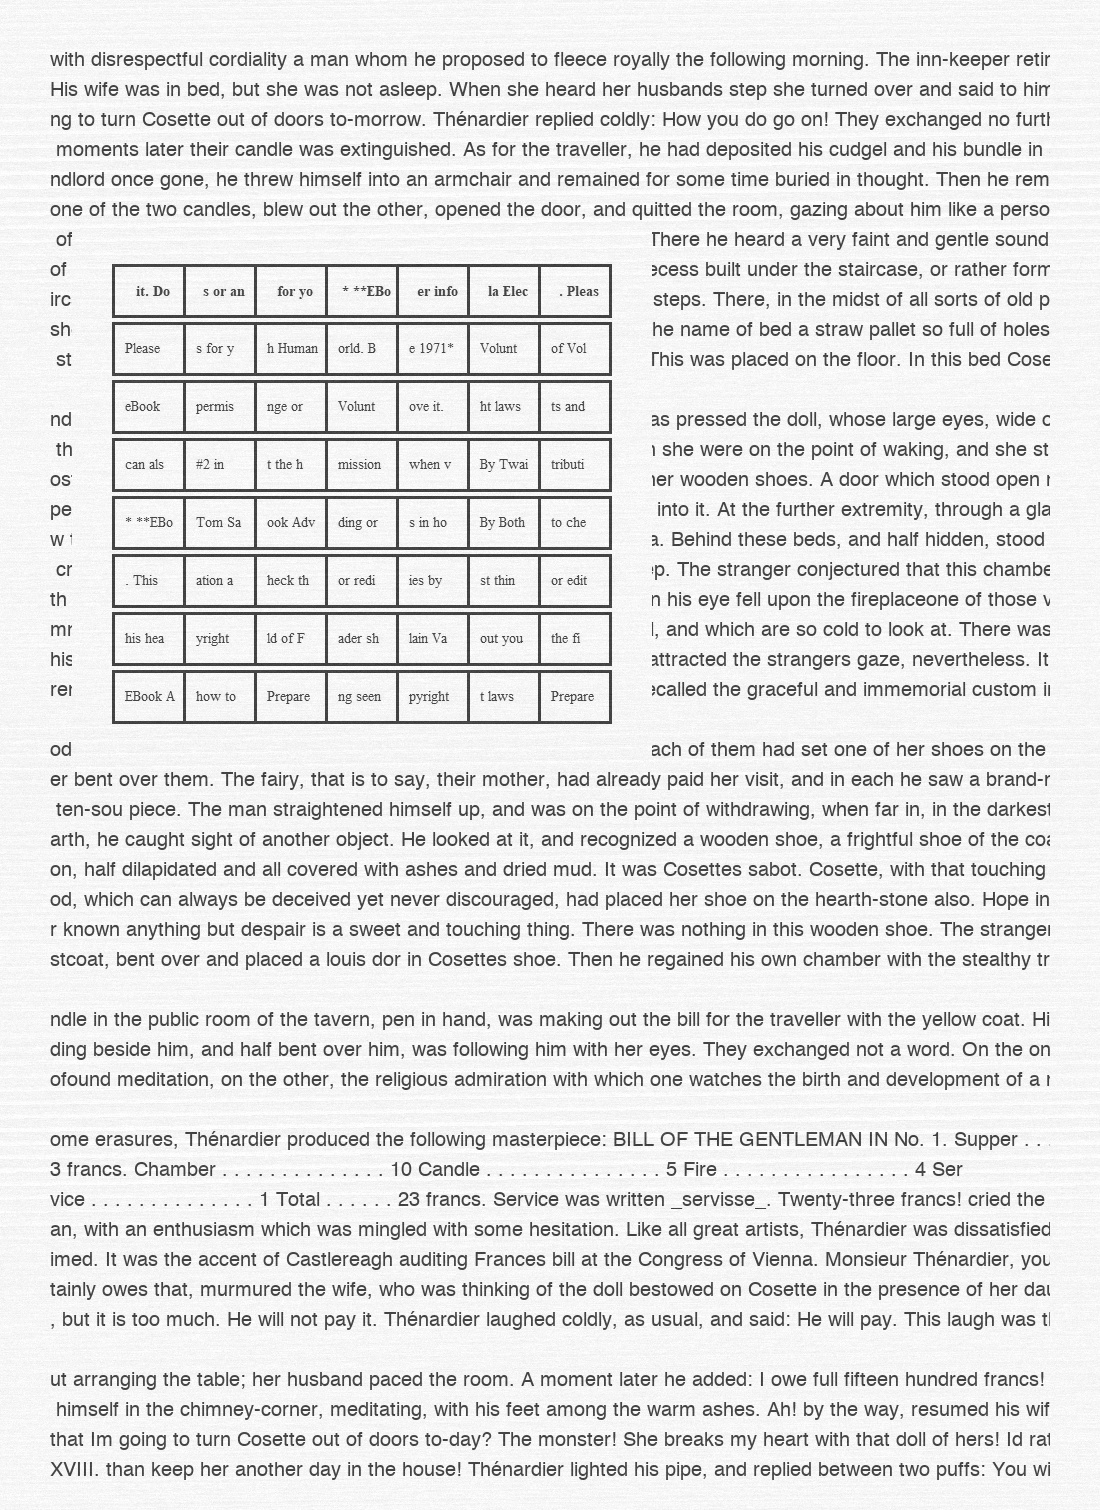 with disrespectful cordiality a man whom he proposed to fleece royally the following morning. The inn-keeper retir
His wife was in bed, but she was not asleep. When she heard her husbands step she turned over and said to him
ng to turn Cosette out of doors to-morrow. Thénardier replied coldly: How you do go on! They exchanged no furth
moments later their candle was extinguished. As for the traveller, he had deposited his cudgel and his bundle in
ndlord once gone, he threw himself into an armchair and remained for some time buried in thought. Then he rem
one of the two candles, blew out the other, opened the door, and quitted the room, gazing about him like a perso
of There he heard a very faint and gentle sound
of ecess built under the staircase, or rather form
irc steps. There, in the midst of all sorts of old p
sh he name of bed a straw pallet so full of holes
st This was placed on the floor. In this bed Cose
nd as pressed the doll, whose large eyes, wide o
th she were on the point of waking, and she st
os her wooden shoes. A door which stood open
pe into it. At the further extremity, through a gla
w a. Behind these beds, and half hidden, stood
cr ep. The stranger conjectured that this chambe
th n his eye fell upon the fireplaceone of those
, and which are so cold to look at. There was
his attracted the strangers gaze, nevertheless. It
rer ecalled the graceful and immemorial custom
od ach of them had set one of her shoes on the
it. Do s or an for yo * **EBo er info la Elec . Pleas
Please s for y h Human orld. B e 1971* Volunt of Vol
eBook permis nge or Volunt ove it. ht laws ts and
can als #2 in t the h mission when v By Twai tributi
* **EBo Tom Sa ook Adv ding or s in ho By Both to che
. This ation a heck th or redi ies by st thin or edit
his hea yright ld of F ader sh lain Va out you the fi
EBook A how to Prepare ng seen pyright t laws Prepare
er bent over them. The fairy, that is to say, their mother, had already paid her visit, and in each he saw a brand-r
ten-sou piece. The man straightened himself up, and was on the point of withdrawing, when far in, in the darkest
arth, he caught sight of another object. He looked at it, and recognized a wooden shoe, a frightful shoe of the coa
on, half dilapidated and all covered with ashes and dried mud. It was Cosettes sabot. Cosette, with that touching
od, which can always be deceived yet never discouraged, had placed her shoe on the hearth-stone also. Hope in
r known anything but despair is a sweet and touching thing. There was nothing in this wooden shoe. The stranger
stcoat, bent over and placed a louis dor in Cosettes shoe. Then he regained his own chamber with the stealthy tr
ndle in the public room of the tavern, pen in hand, was making out the bill for the traveller with the yellow coat. Hi
ding beside him, and half bent over him, was following him with her eyes. They exchanged not a word. On the on
ofound meditation, on the other, the religious admiration with which one watches the birth and development of a
ome erasures, Thénardier produced the following masterpiece: BILL OF THE GENTLEMAN IN No. 1. Supper . . .
3 francs. Chamber . . . . . . . . . . . . . . 10 Candle . . . . . . . . . . . . . . . 5 Fire . . . . . . . . . . . . . . . . 4 Ser
vice . . . . . . . . . . . . . . 1 Total . . . . . . 23 francs. Service was written _servisse_. Twenty-three francs! cried the
an, with an enthusiasm which was mingled with some hesitation. Like all great artists, Thénardier was dissatisfied
imed. It was the accent of Castlereagh auditing Frances bill at the Congress of Vienna. Monsieur Thénardier, you
tainly owes that, murmured the wife, who was thinking of the doll bestowed on Cosette in the presence of her dau
, but it is too much. He will not pay it. Thénardier laughed coldly, as usual, and said: He will pay. This laugh was
ut arranging the table; her husband paced the room. A moment later he added: I owe full fifteen hundred francs!
himself in the chimney-corner, meditating, with his feet among the warm ashes. Ah! by the way, resumed his wif
that Im going to turn Cosette out of doors to-day? The monster! She breaks my heart with that doll of hers! Id rat
XVIII. than keep her another day in the house! Thénardier lighted his pipe, and replied between two puffs: You wi